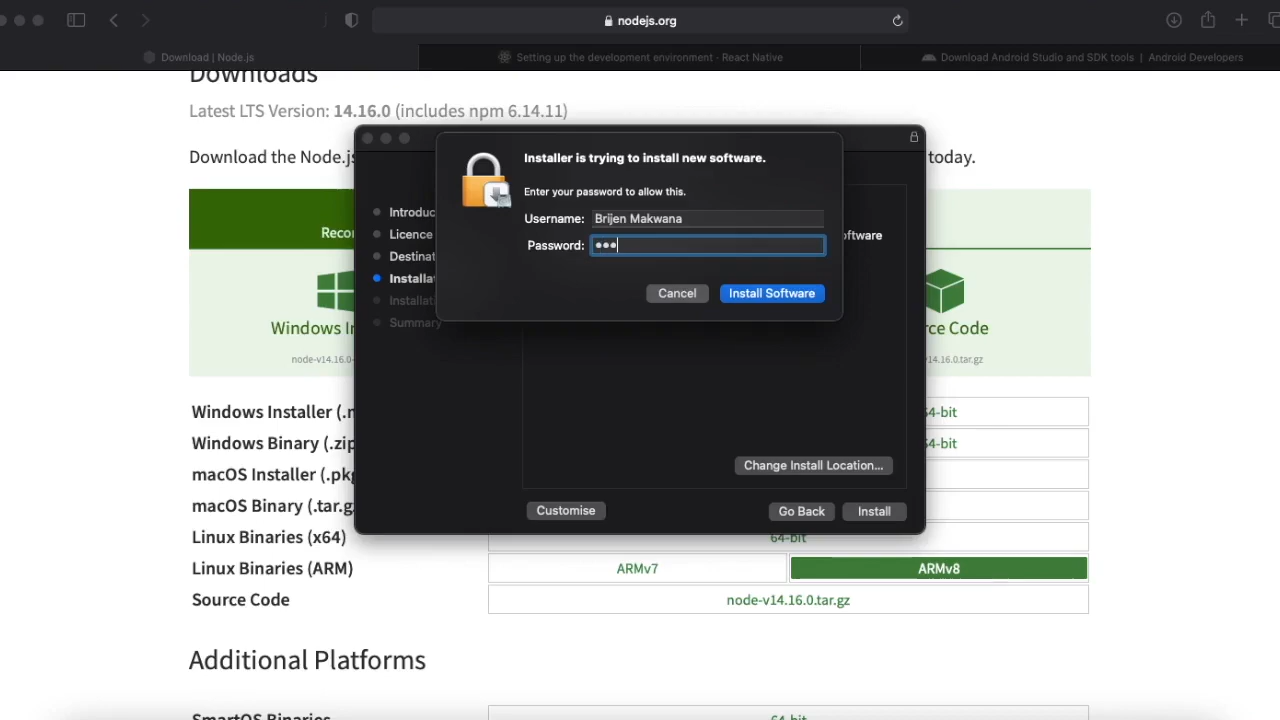 nodejs.org
Download | Node.js
Setting up the development environment - React Native
Download Android Studio and SDK tools | Android Developers
Downloads
Latest LTS Version: 14.16.0 (includes npm 6.14.11)
Download the Node.js
today.
Installer is trying to install new software.
Enter your password to allow this.
Username: Brijen Makwana
Password: •••
Cancel
Install Software
Introduc
Licence
Destinat
Installa
Installati
Summary
oftware
Recor
Windows In
node-v14.16.0-
rce Code
v14.16.0.tar.gz
Change Install Location...
Customise
Go Back
Install
Windows Installer (.m
64-bit
Windows Binary (.zip
64-bit
macOS Installer (.pkg
macOS Binary (.tar.gz
Linux Binaries (x64)
64-bit
Linux Binaries (ARM)
ARMv7
ARMv8
Source Code
node-v14.16.0.tar.gz
Additional Platforms
SmartOS Binaries
64-bit